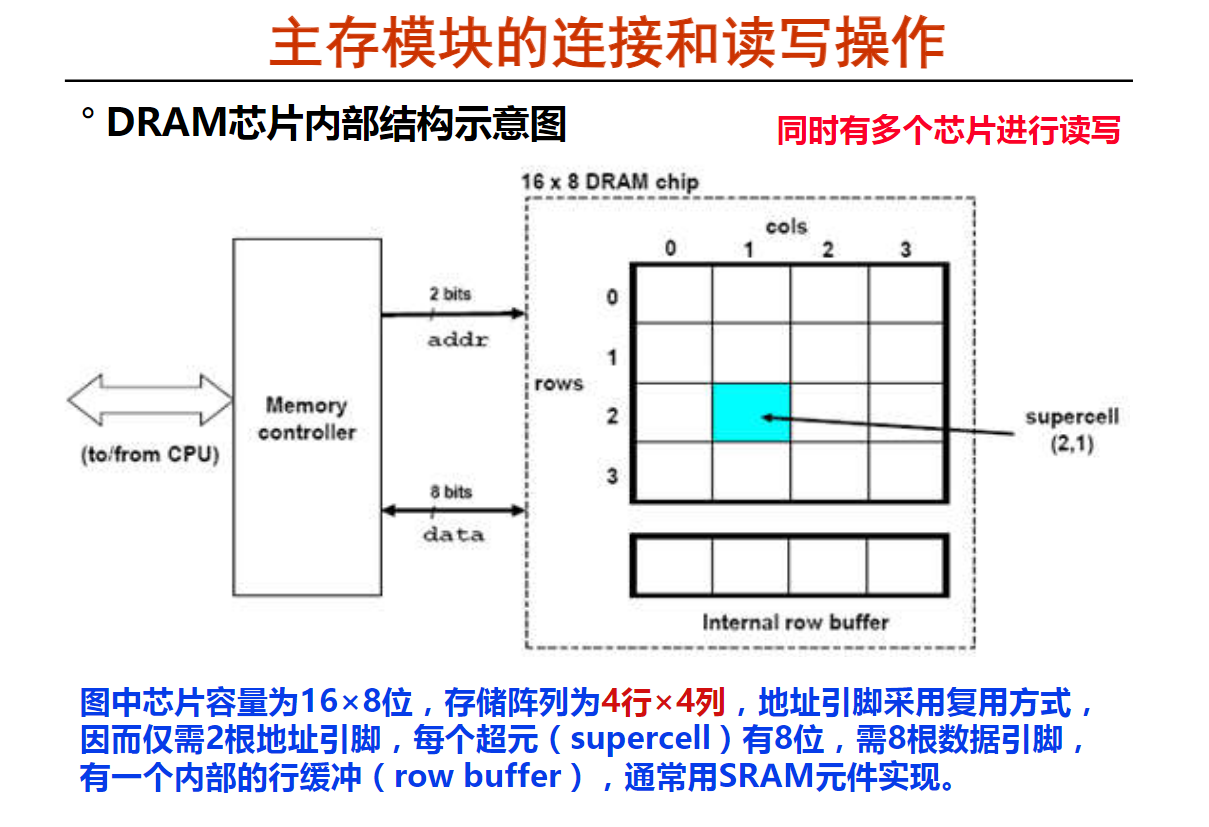 主存模块的连接和读写操作
° DRAM芯片内部结构示意图
同时有多个芯片进行读写
16 x 8 DRAM chip
cols
0 1 2 3
2 bits
addr
0
1
rows
2
3
Memory
controller
(to/from CPU)
supercell
(2,1)
8 bits
data
Internal row buffer
图中芯片容量为16×8位，存储阵列为4行×4列，地址引脚采用复用方式，
因而仅需2根地址引脚，每个超元（supercell）有8位，需8根数据引脚，
有一个内部的行缓冲（row buffer），通常用SRAM元件实现。